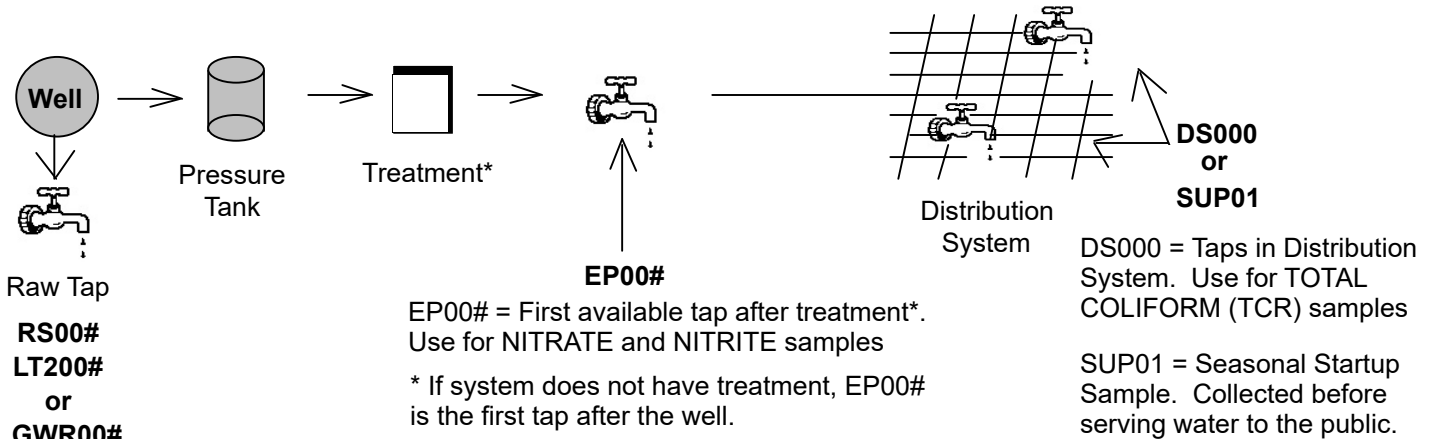 Well
Pressure
Tank
Treatment*
Distribution
System
Raw Tap
RS00#
LT200#
or
GWR00#
EP00#
EP00# = First available tap after treatment*.
Use for NITRATE and NITRITE samples
* If system does not have treatment, EP00#
is the first tap after the well.
DS000
or
SUP01
DS000 = Taps in Distribution
System. Use for TOTAL
COLIFORM (TCR) samples
SUP01 = Seasonal Startup
Sample. Collected before
serving water to the public.